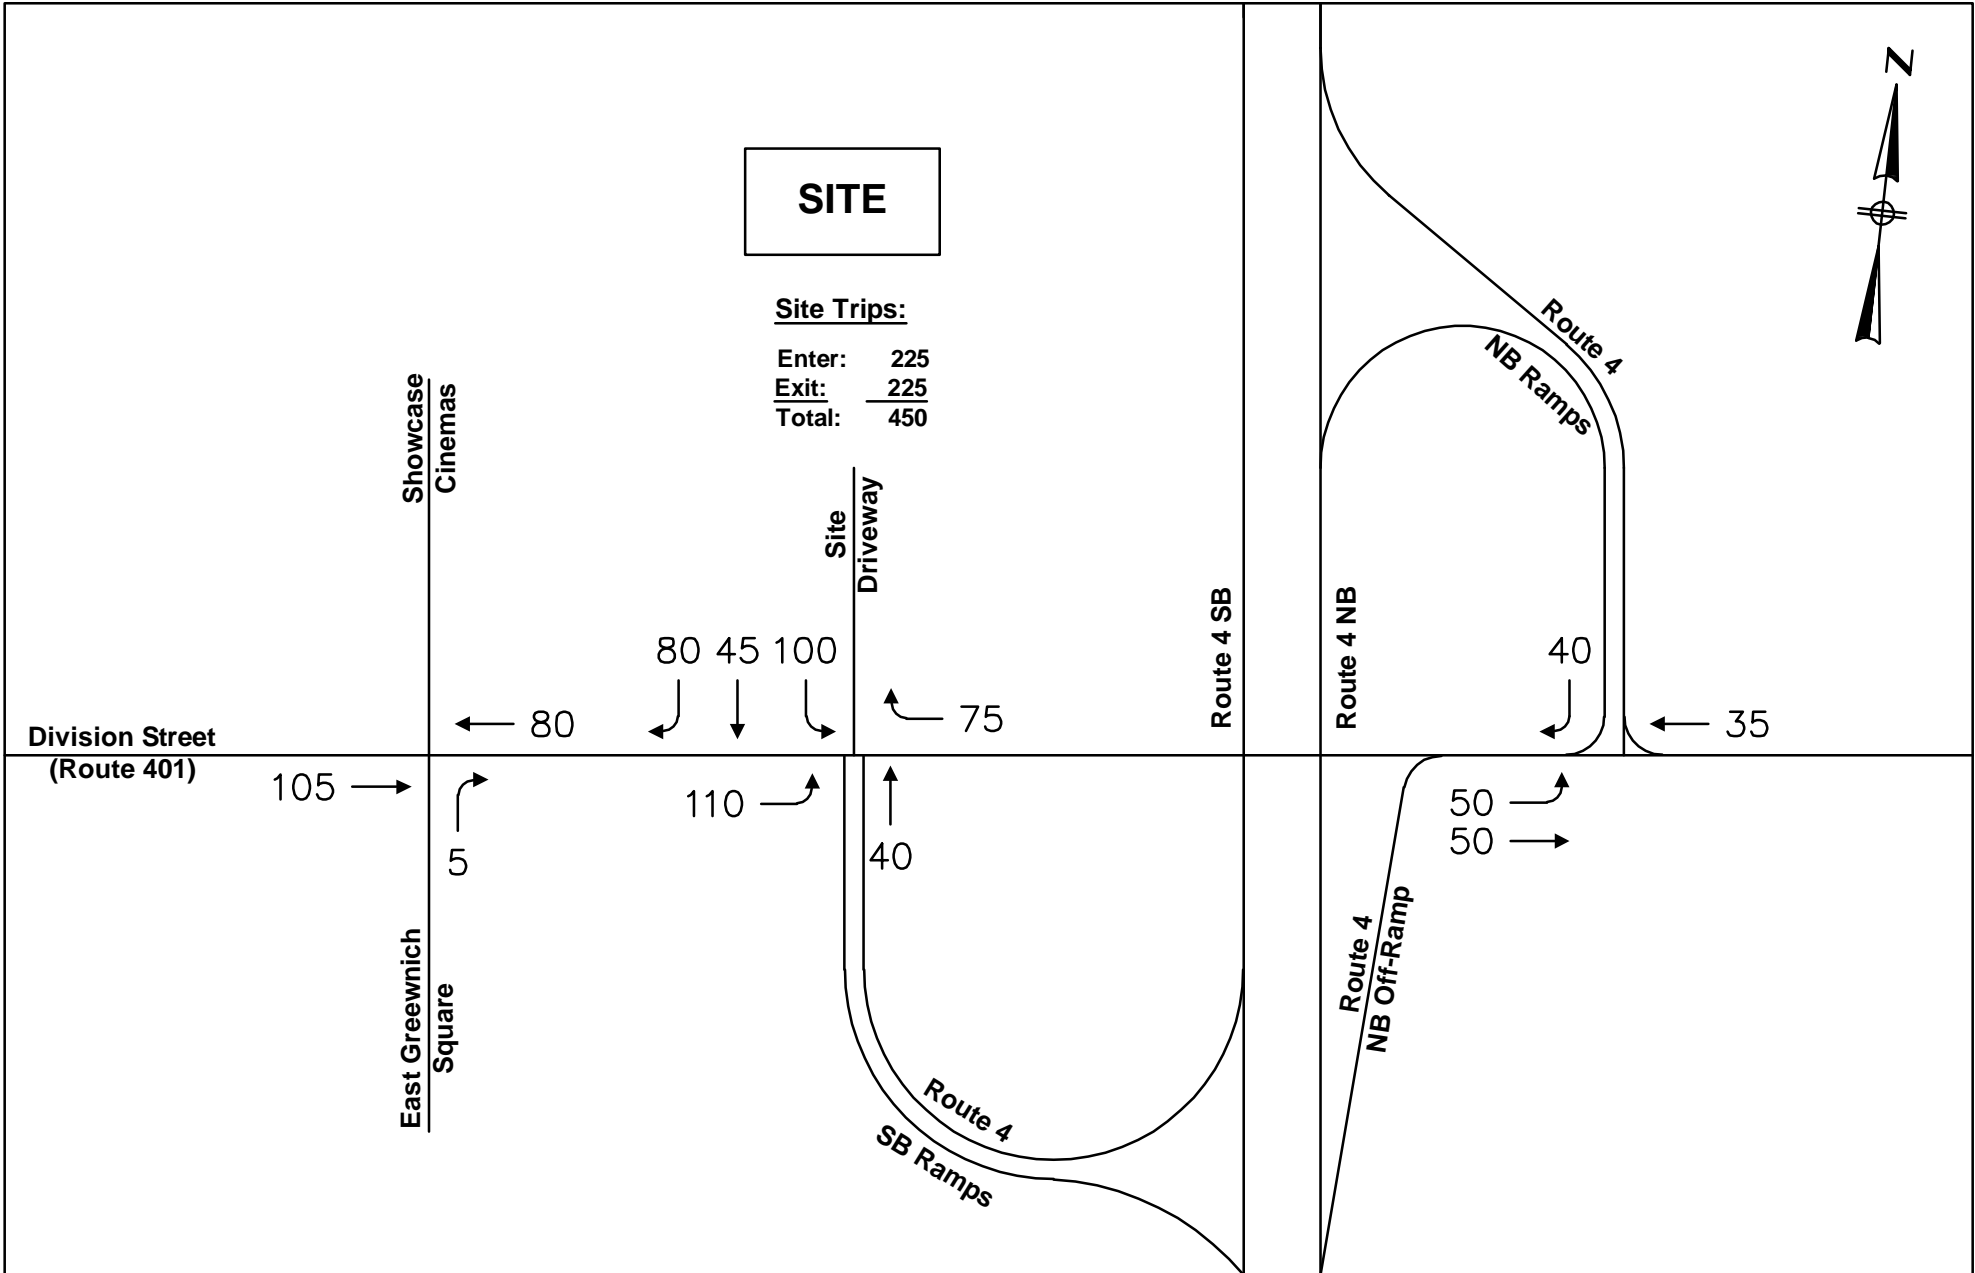 N
SITE
Site Trips:
Enter: 225
Exit: 225
Total: 450
Route 4
NB Ramps
Showcase
Cinemas
Site
Driveway
Route 4 SB
Route 4 NB
80 45 100
40
80
75
35
Division Street
(Route 401)
105
110
50
50
5
40
East Greewnich
Square
Route 4
NB Off-Ramp
Route 4
SB Ramps